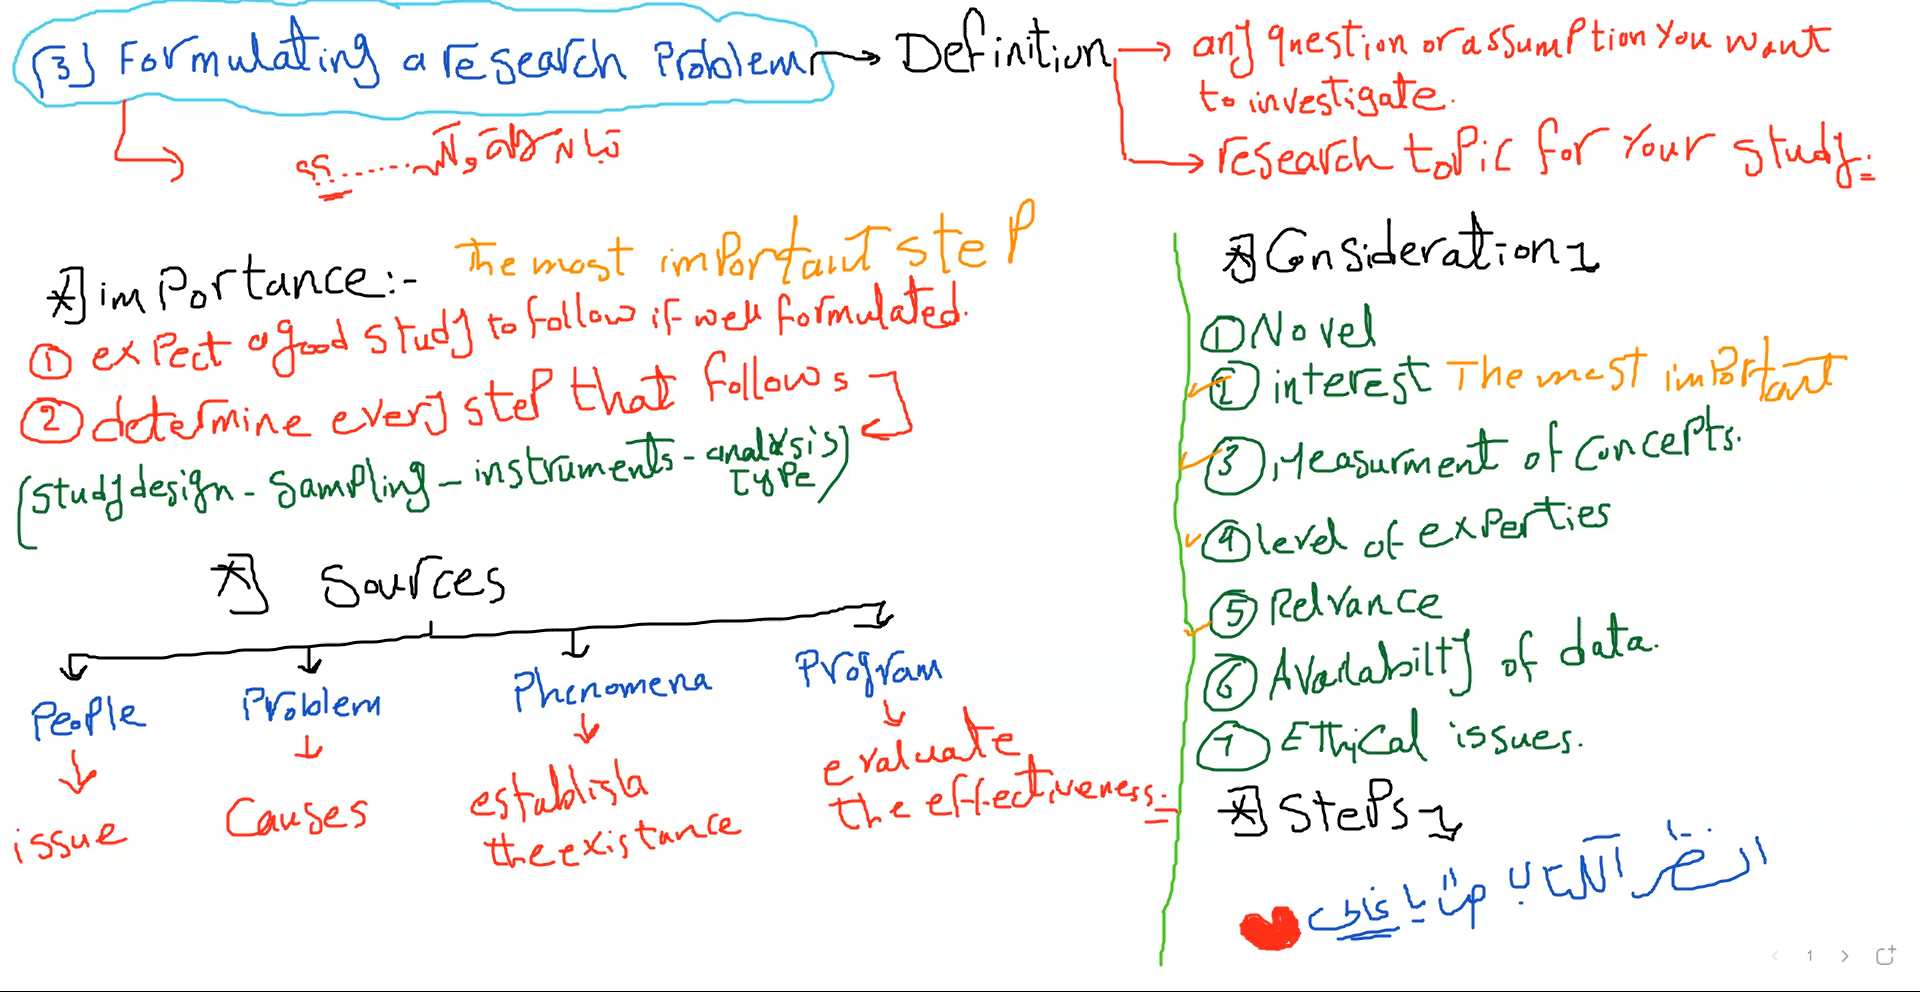 [3] Formulating a research Problem → Definition → any question or assumption you want
to investigate.
→ research topic for your study.
*] importance:- The most important step
① expect a good study to follow if well formulated.
② determine every step that follows
(study design - sampling - instruments - analysis
type)
*] Sources
People Problem Phenomena Program
issue Causes establish
the existance evaluate
the effectiveness.
*] Consideration
① Novel
② interest The most important
③ Measurment of concepts.
④ level of experties
⑤ Relvance
⑥ Availabilty of data.
⑦ Ethical issues.
*] Steps
انظر الكتاب
1